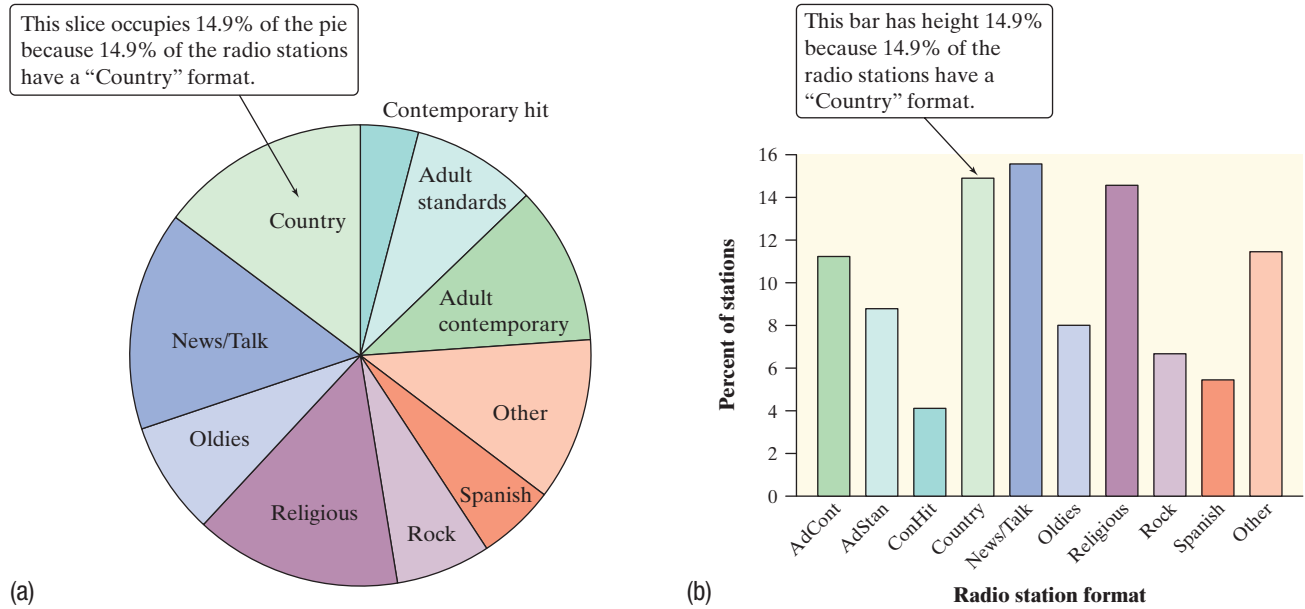 This slice occupies 14.9% of the pie
because 14.9% of the radio stations
have a “Country” format.
Contemporary hit
Adult
standards
Country
Adult
contemporary
News/Talk
Other
Oldies
Spanish
Religious
Rock
(a)
This bar has height 14.9%
because 14.9% of the
radio stations have a
“Country” format.
Percent of stations
16
14
12
10
8
6
4
2
0
AdCont
AdStan
ConHit
Country
News/Talk
Oldies
Religious
Rock
Spanish
Other
Radio station format
(b)